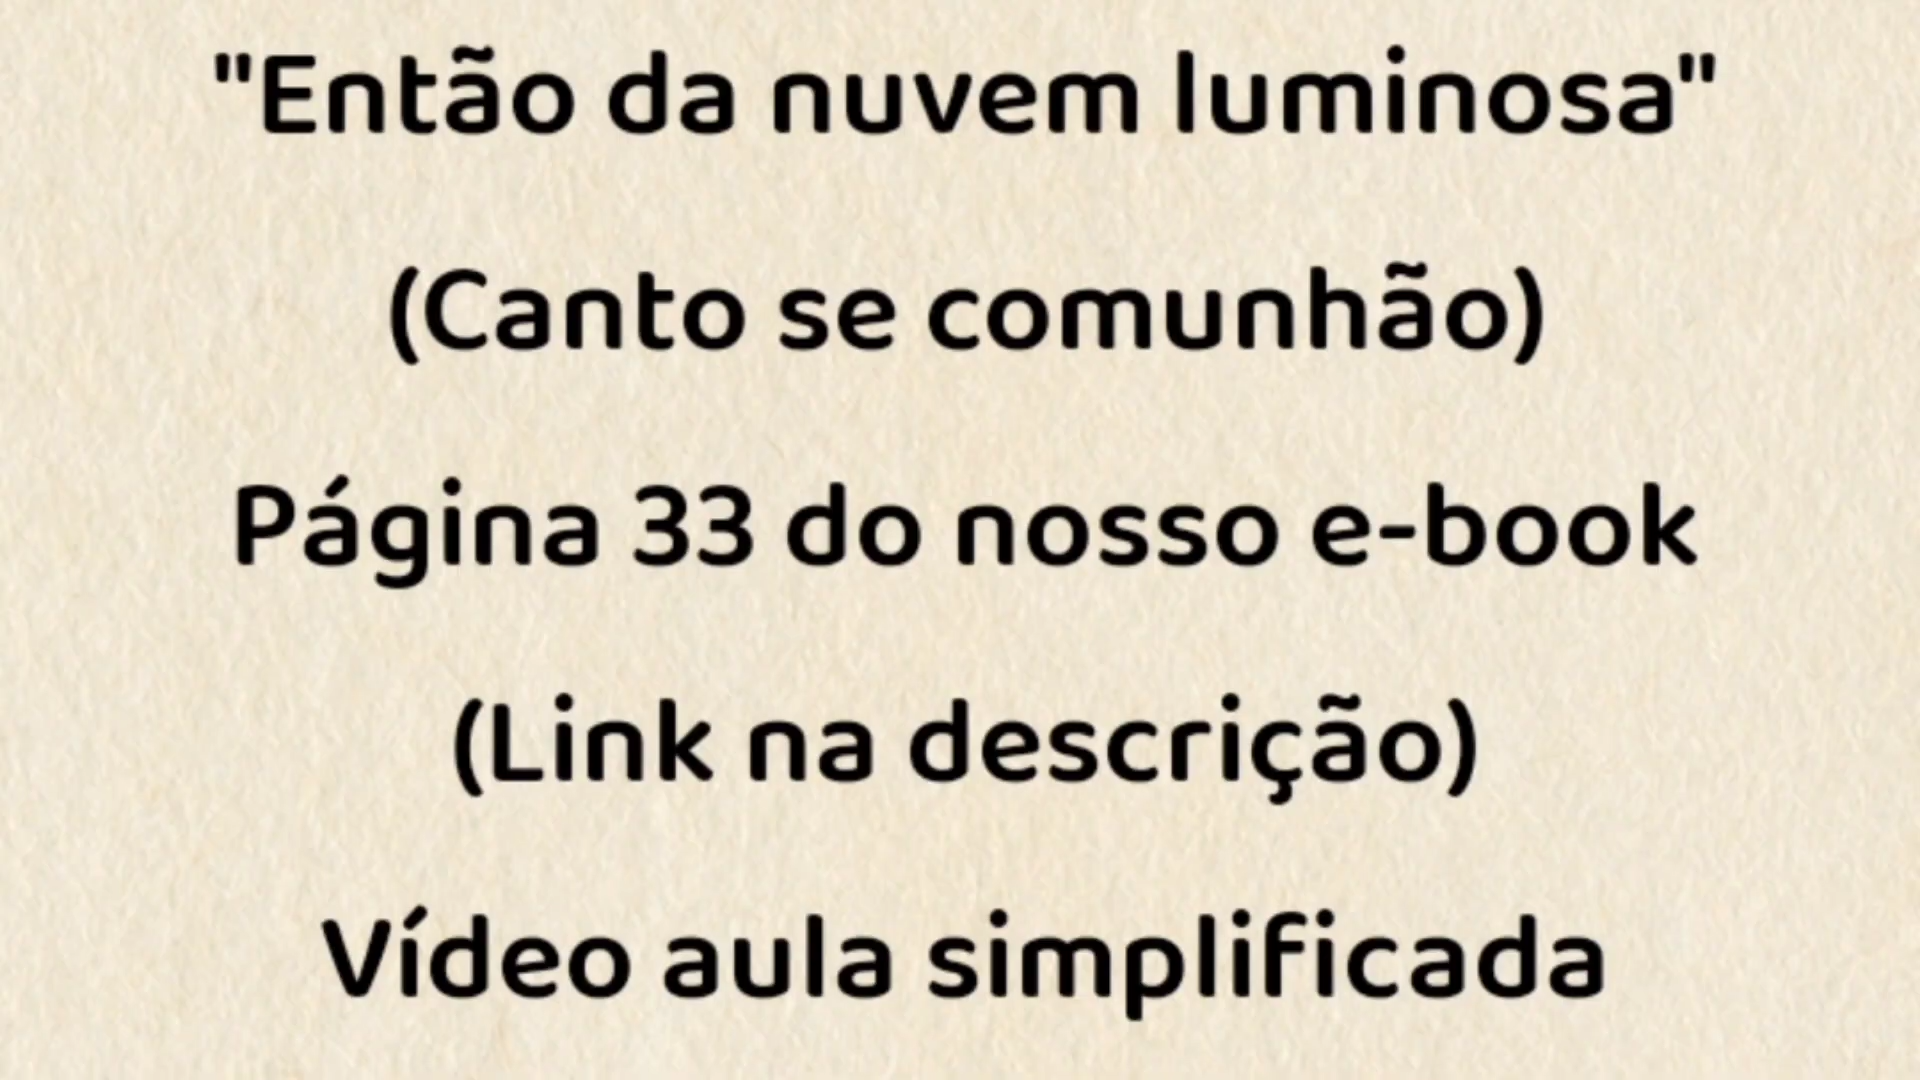 "Então da nuvem luminosa"
(Canto se comunhão)
Página 33 do nosso e-book
(Link na descrição)
Vídeo aula simplificada